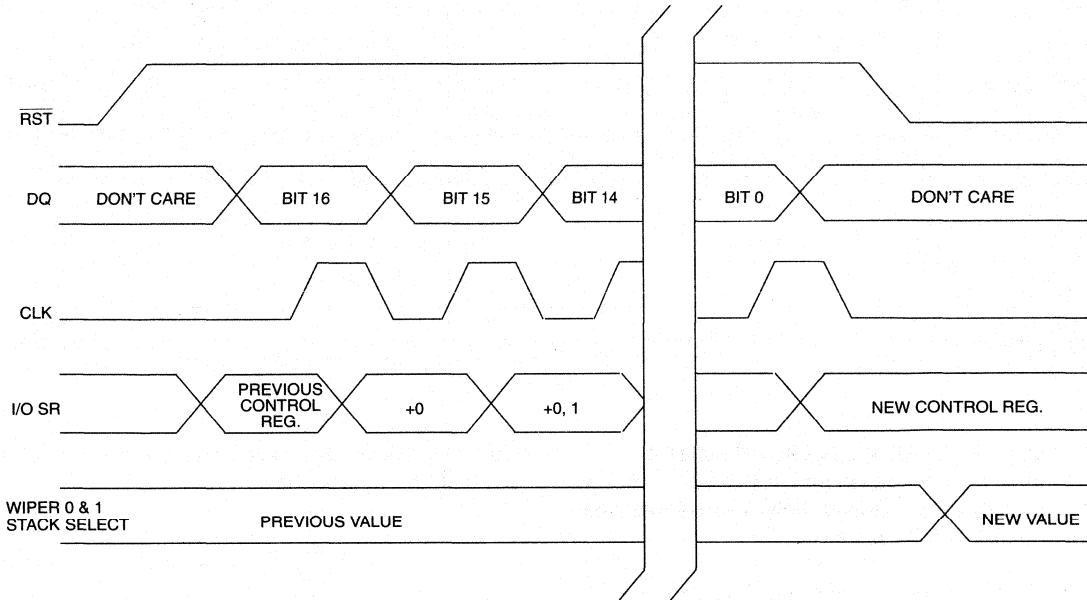 RST
DQ
DON'T CARE
BIT 16
BIT 15
BIT 14
BIT 0
DON'T CARE
CLK
I/O SR
PREVIOUS
CONTROL
REG.
+0
+0, 1
NEW CONTROL REG.
WIPER 0 & 1
STACK SELECT
PREVIOUS VALUE
NEW VALUE